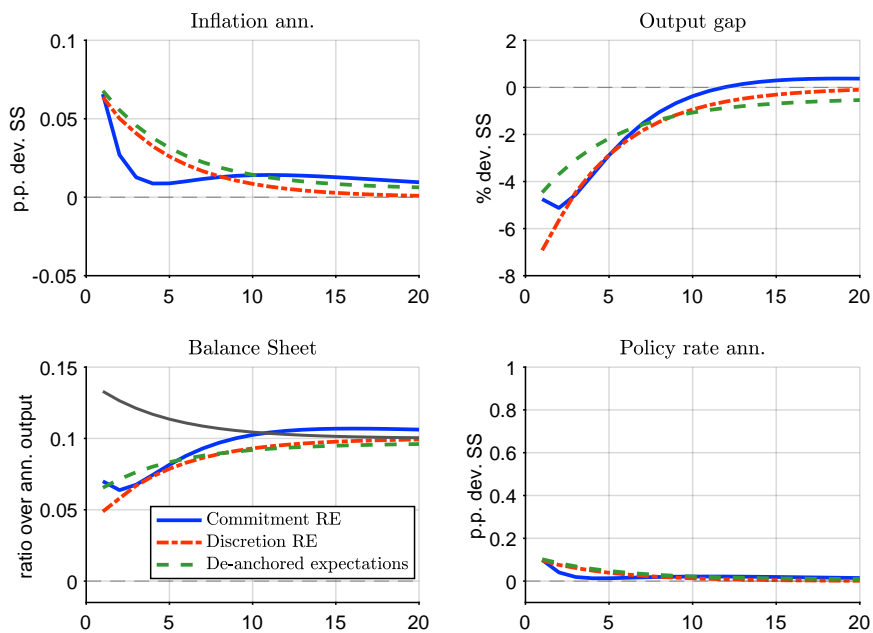 Inflation ann.
p.p. dev. SS
0.1
0.05
0
-0.05
0 5 10 15 20
Output gap
% dev. SS
2
0
-2
-4
-6
-8
0 5 10 15 20
Balance Sheet
ratio over ann. output
0.15
0.1
0.05
0
Commitment RE
Discretion RE
De-anchored expectations
0 5 10 15 20
Policy rate ann.
p.p. dev. SS
1
0.8
0.6
0.4
0.2
0
0 5 10 15 20